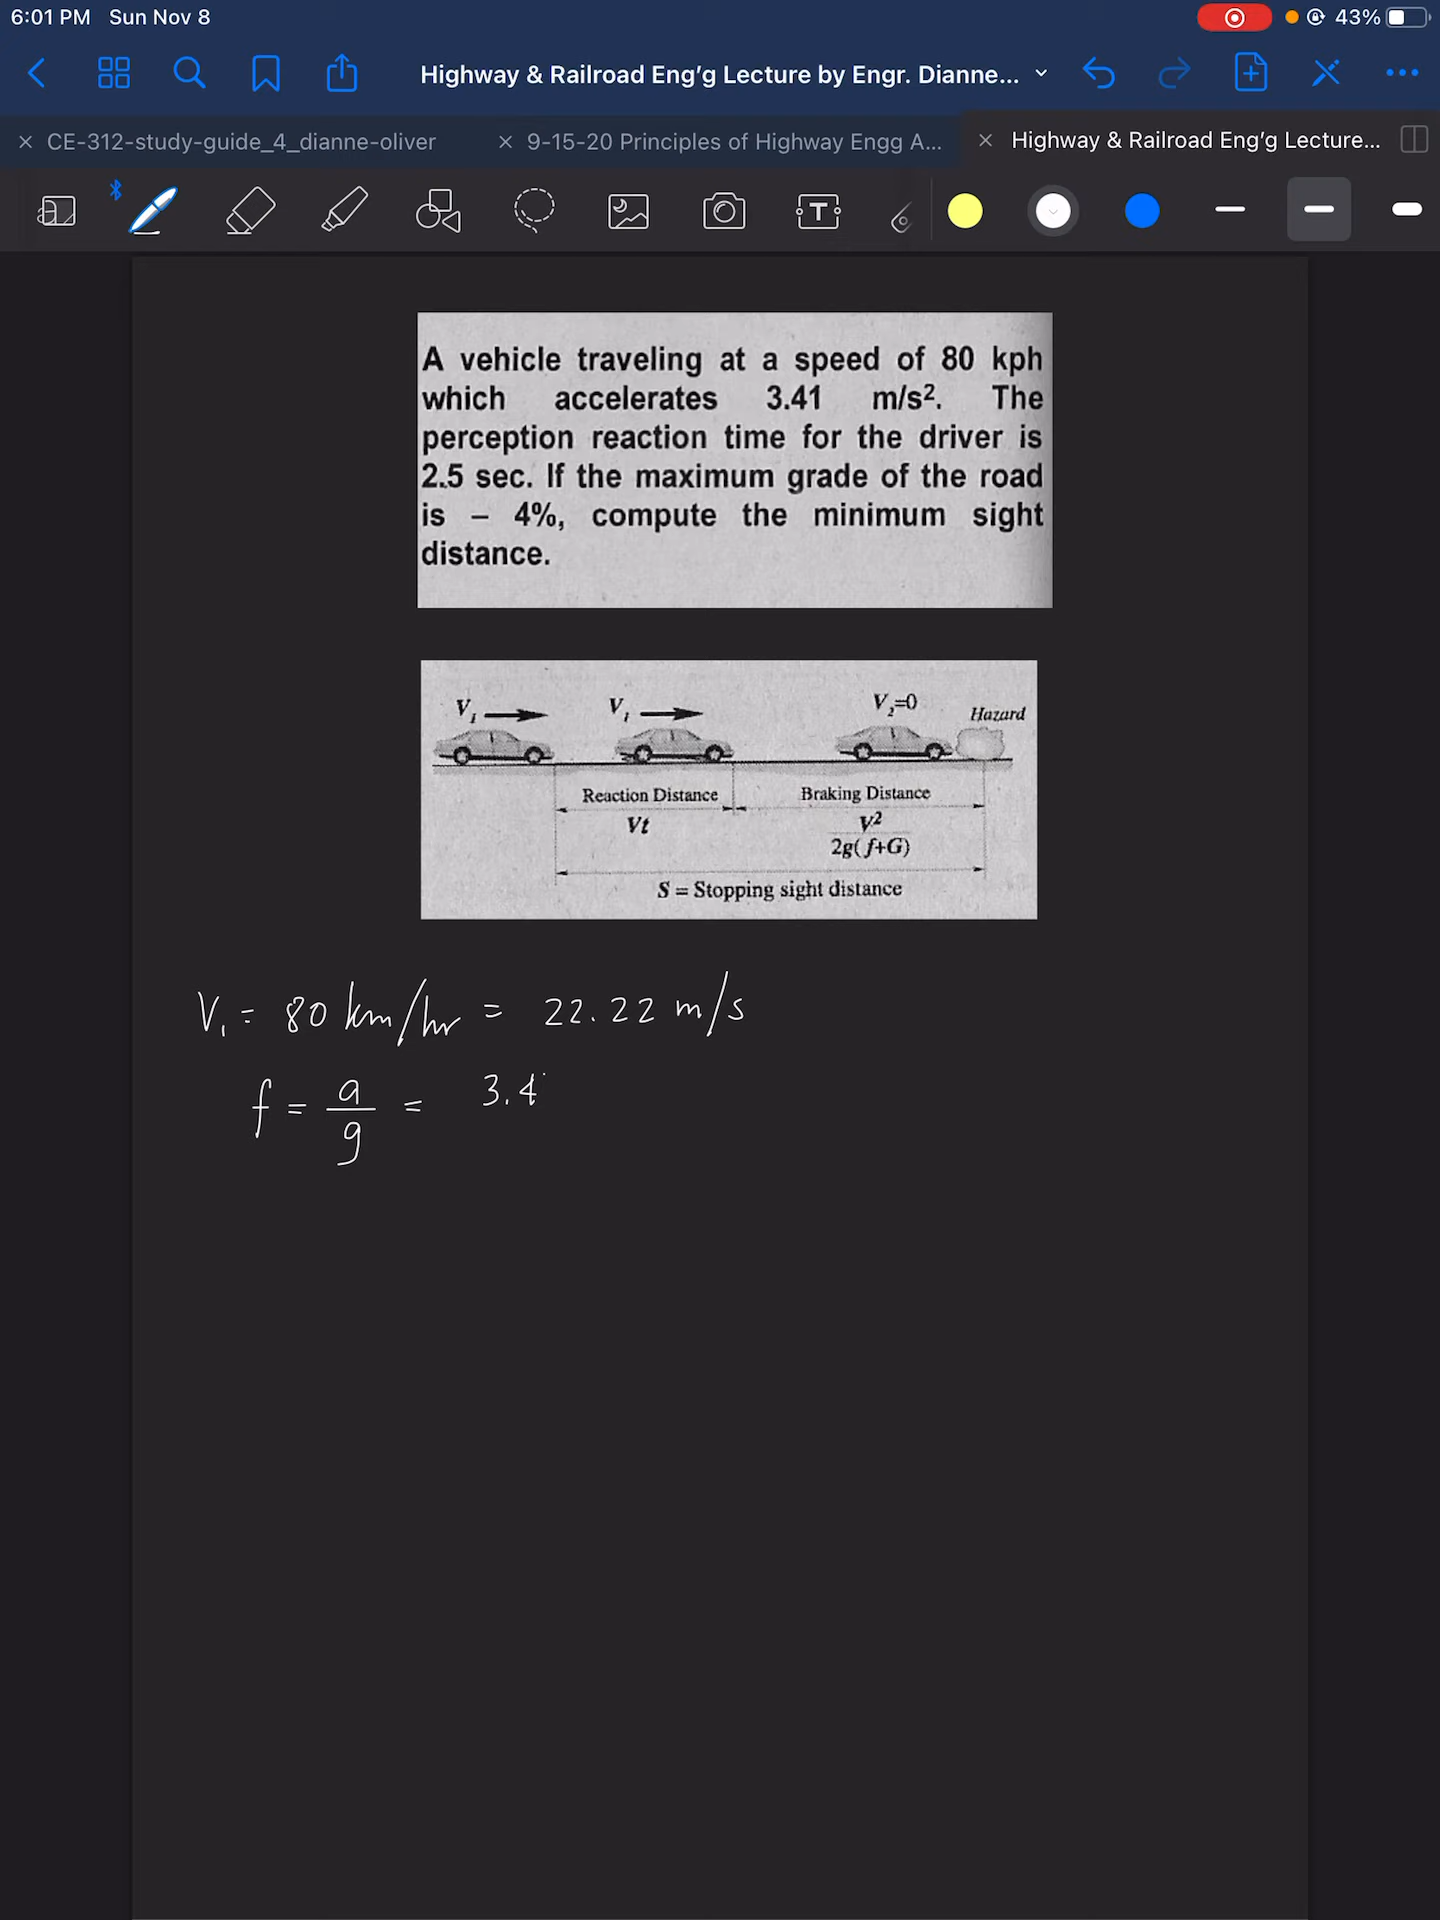 6:01 PM Sun Nov 8 43%
Highway & Railroad Eng'g Lecture by Engr. Dianne...
CE-312-study-guide_4_dianne-oliver 9-15-20 Principles of Highway Engg A... Highway & Railroad Eng'g Lecture...
A vehicle traveling at a speed of 80 kph
which accelerates 3.41 m/s². The
perception reaction time for the driver is
2.5 sec. If the maximum grade of the road
is – 4%, compute the minimum sight
distance.
V₁ V₁ V₂=0 Hazard
Reaction Distance Braking Distance
Vt V²
2g(f+G)
S = Stopping sight distance
V₁ = 80 km/hr = 22.22 m/s
f = a/g = 3.4